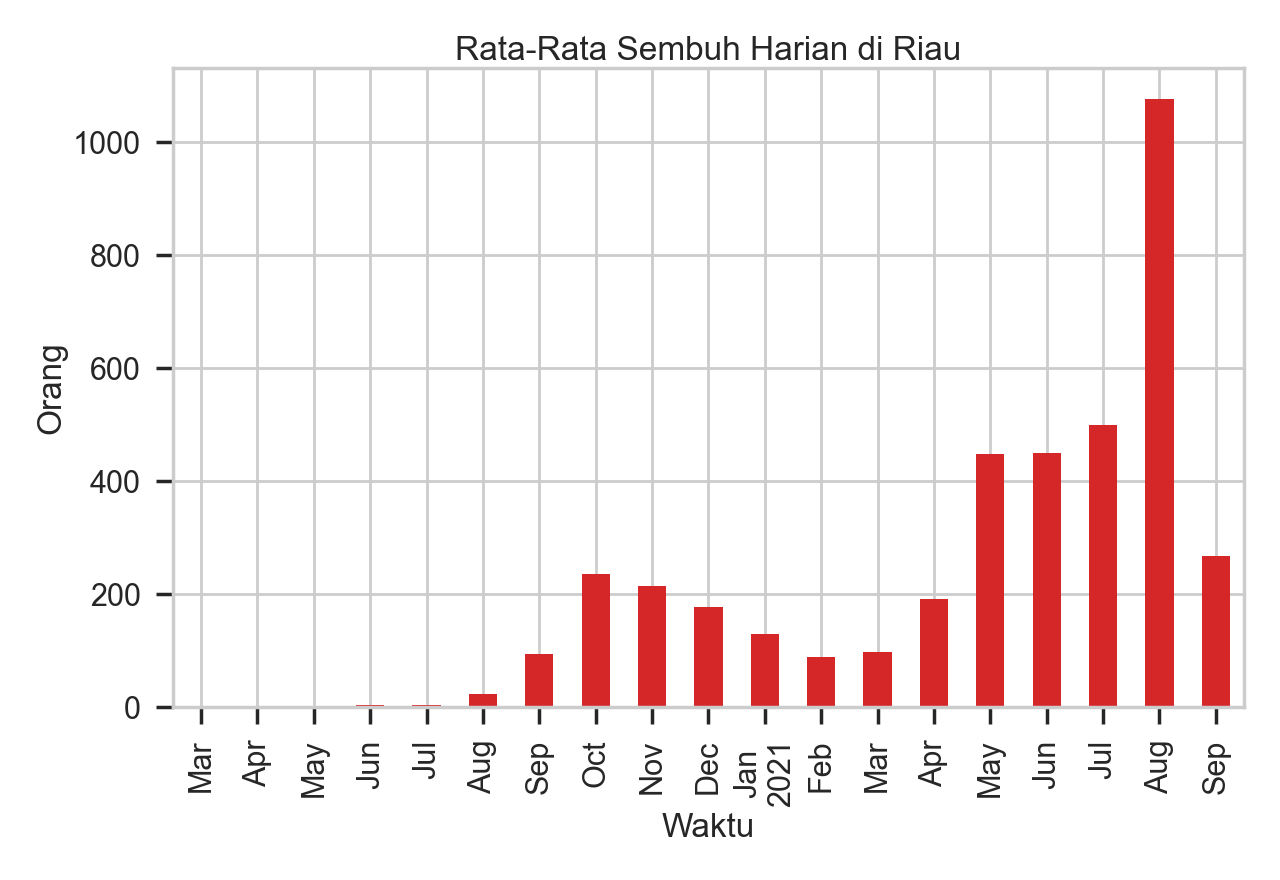 Rata-Rata Sembuh Harian di Riau
1000
800
600
400
200
0
Orang
Mar
Apr
May
Jun
Jul
Aug
Sep
Oct
Nov
Dec
Jan
2021
Feb
Mar
Apr
May
Jun
Jul
Aug
Sep
Waktu